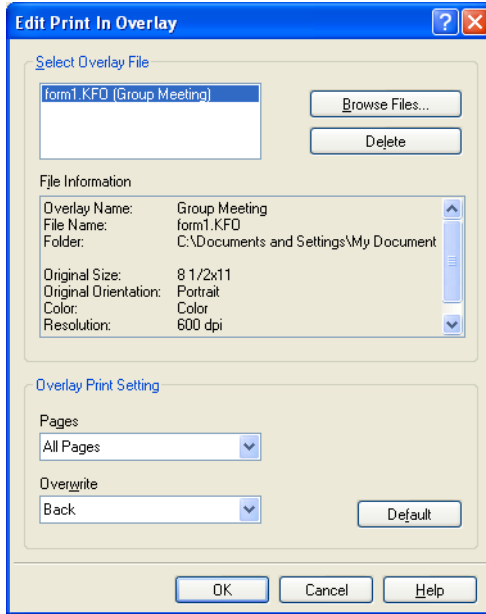 Edit Print In Overlay
Select Overlay File
form1.KFO (Group Meeting)
Browse Files...
Delete
File Information
Overlay Name: Group Meeting
File Name: form1.KFO
Folder: C:\Documents and Settings\My Document
Original Size: 8 1/2x11
Original Orientation: Portrait
Color: Color
Resolution: 600 dpi
Overlay Print Setting
Pages
All Pages
Overwrite
Back
Default
OK Cancel Help